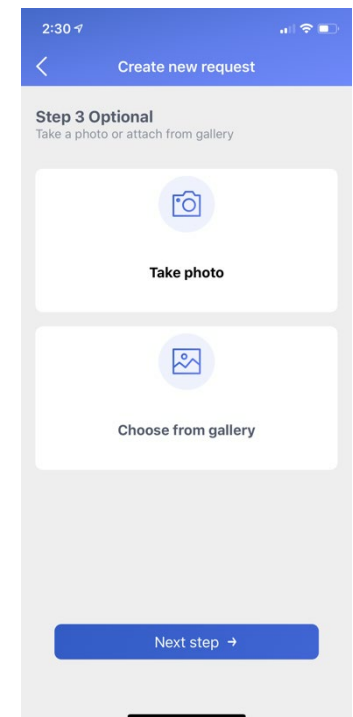 2:30
Create new request
Step 3 Optional
Take a photo or attach from gallery
Take photo
Choose from gallery
Next step →